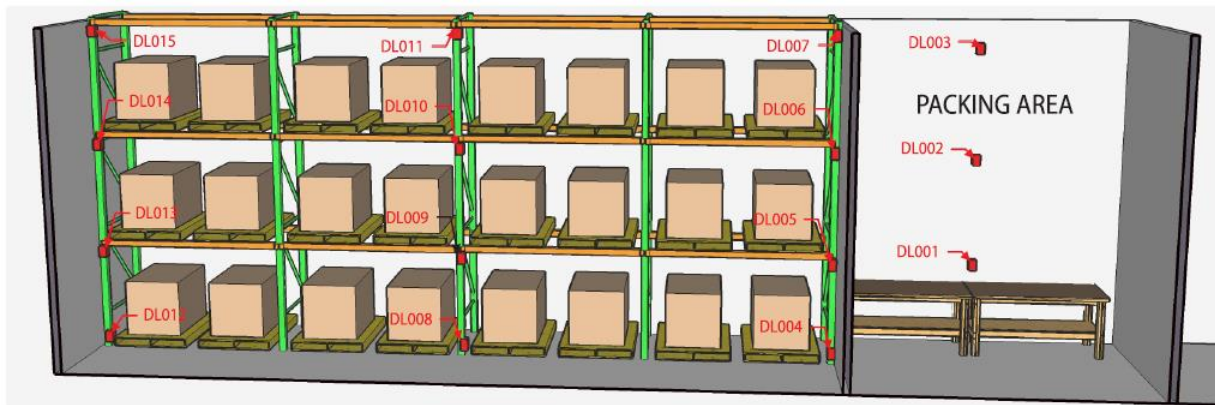 DL015
DL011
DL007
DL003
DL014
DL010
DL006
PACKING AREA
DL002
DL013
DL009
DL005
DL001
DL012
DL008
DL004